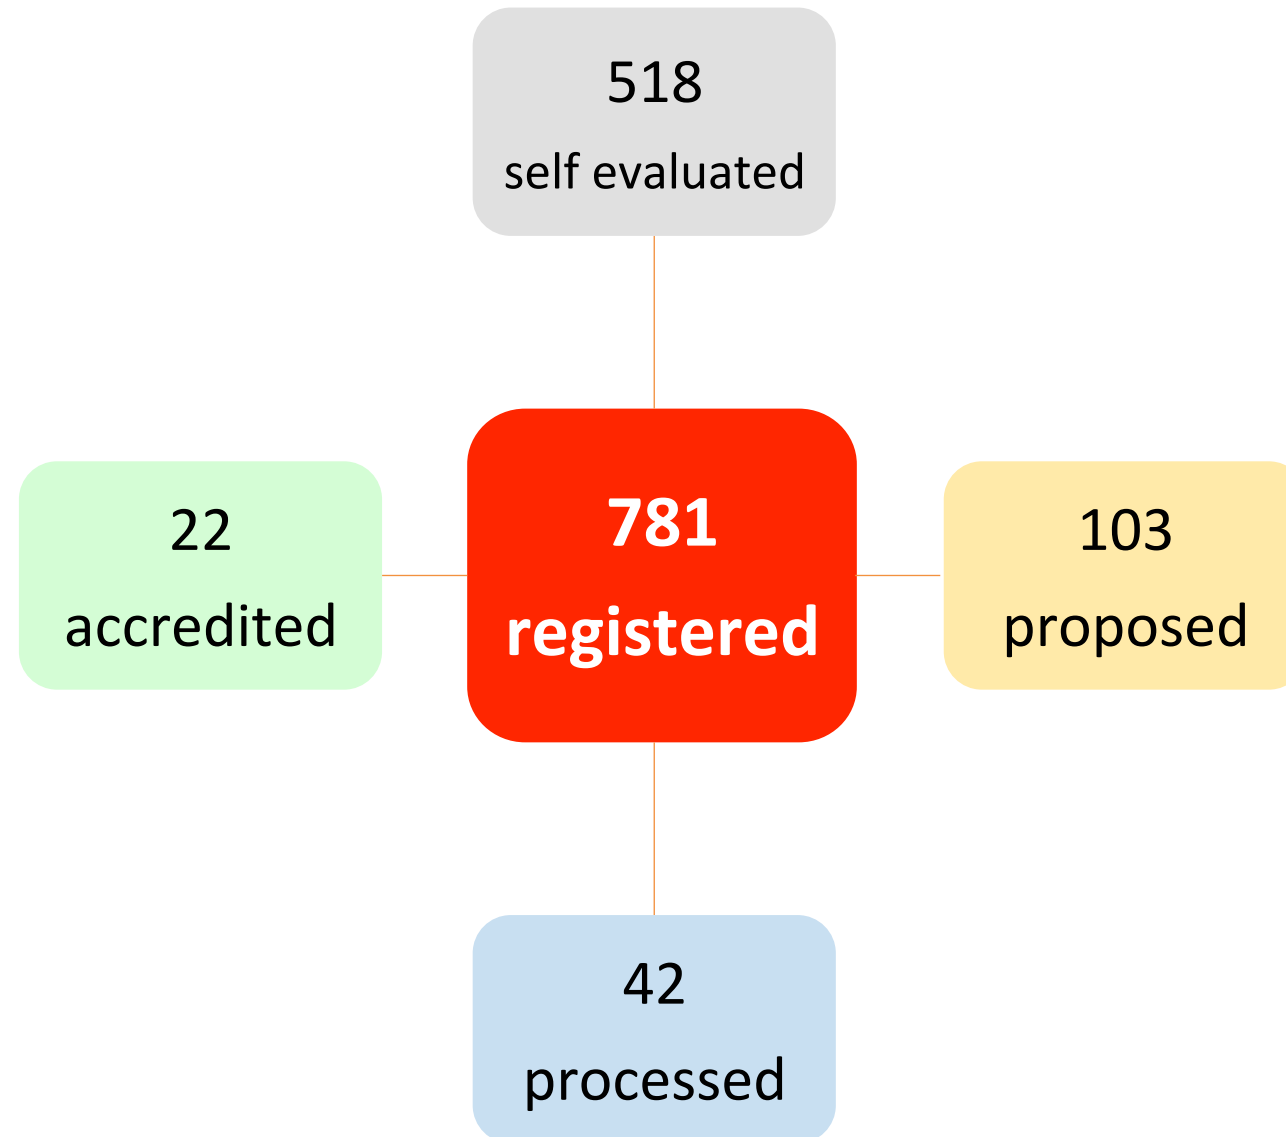 518
self evaluated
22
accredited
781
registered
103
proposed
42
processed